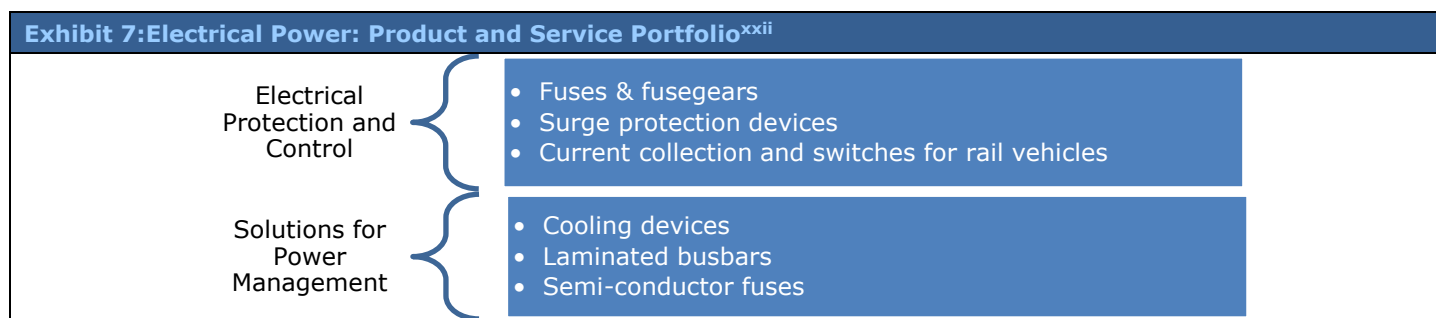 Exhibit 7:Electrical Power: Product and Service Portfolioxxii
Electrical
Protection and
Control
• Fuses & fusegears
• Surge protection devices
• Current collection and switches for rail vehicles
Solutions for
Power
Management
• Cooling devices
• Laminated busbars
• Semi-conductor fuses